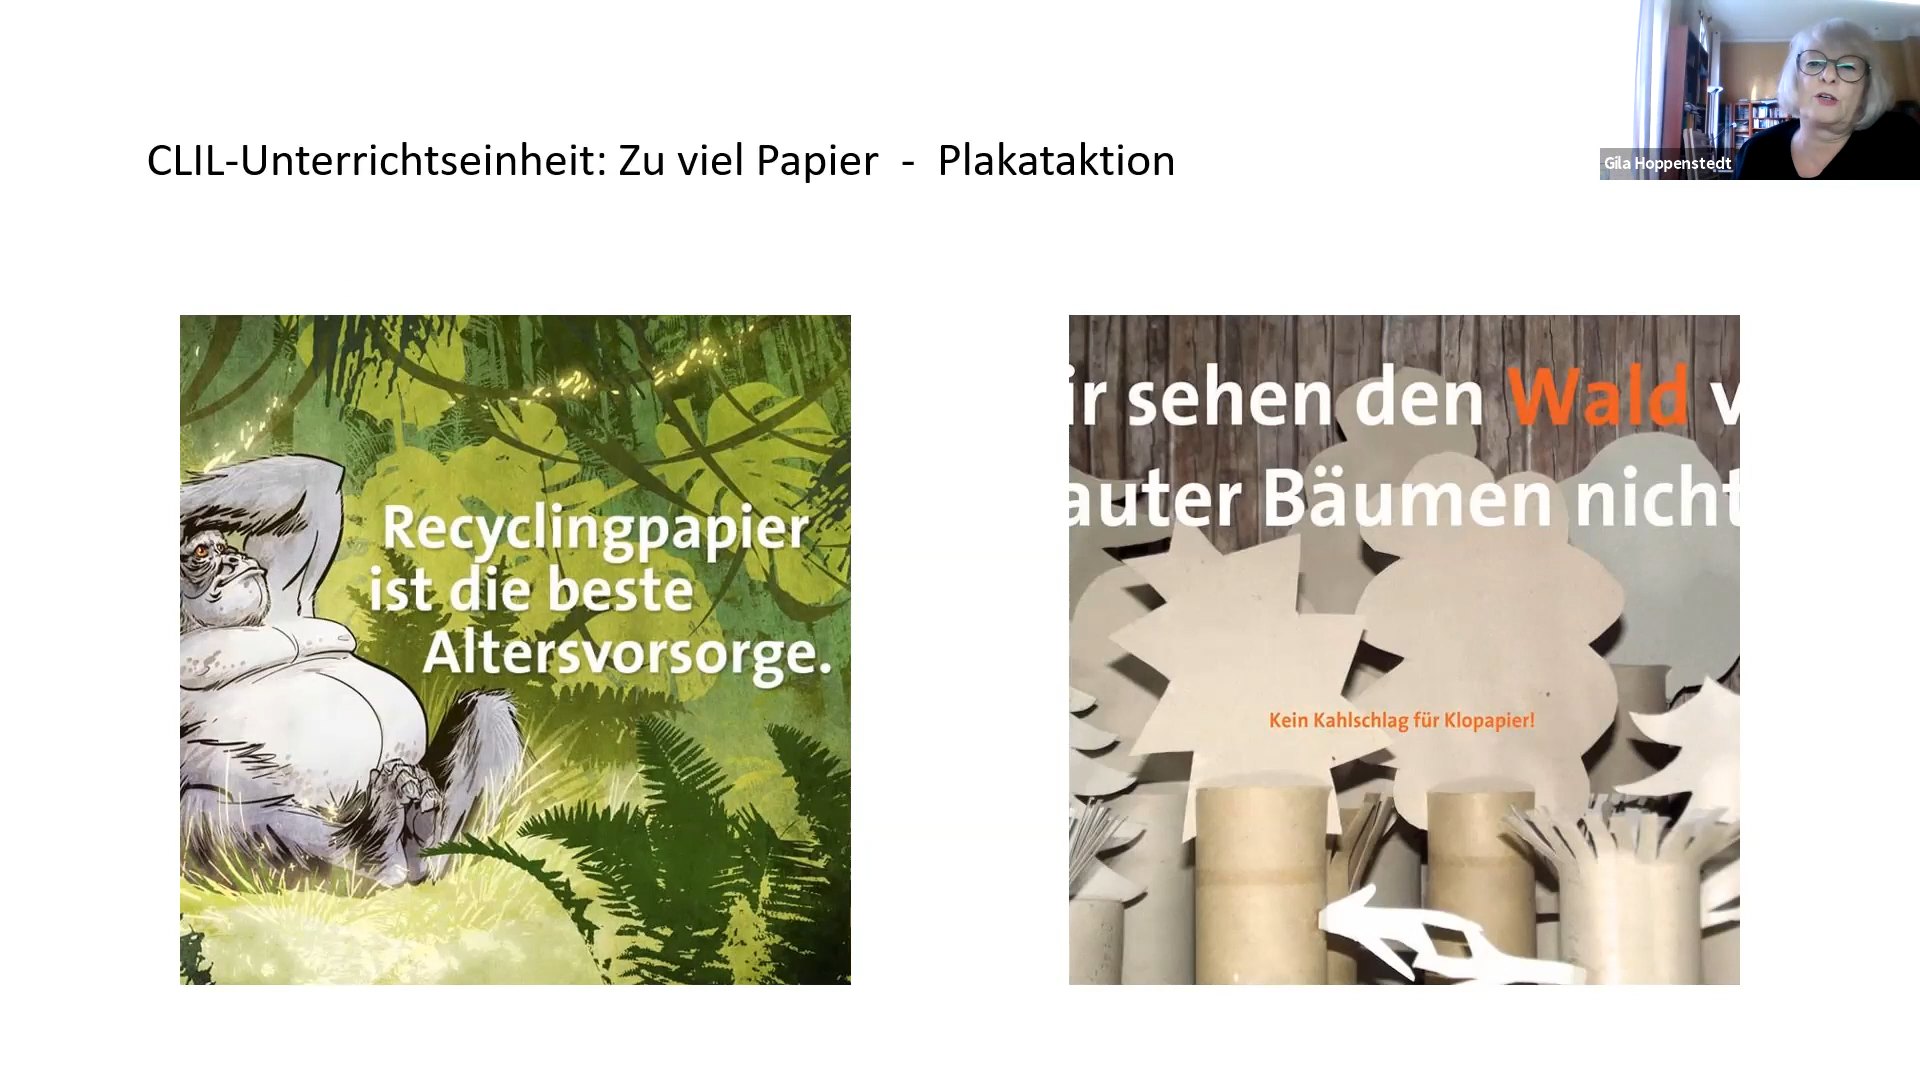 Gila Hoppenstedt
CLIL-Unterrichtseinheit: Zu viel Papier - Plakataktion
Recyclingpapier
ist die beste
Altersvorsorge.
ir sehen den Wald v
auter Bäumen nicht
Kein Kahlschlag für Klopapier!